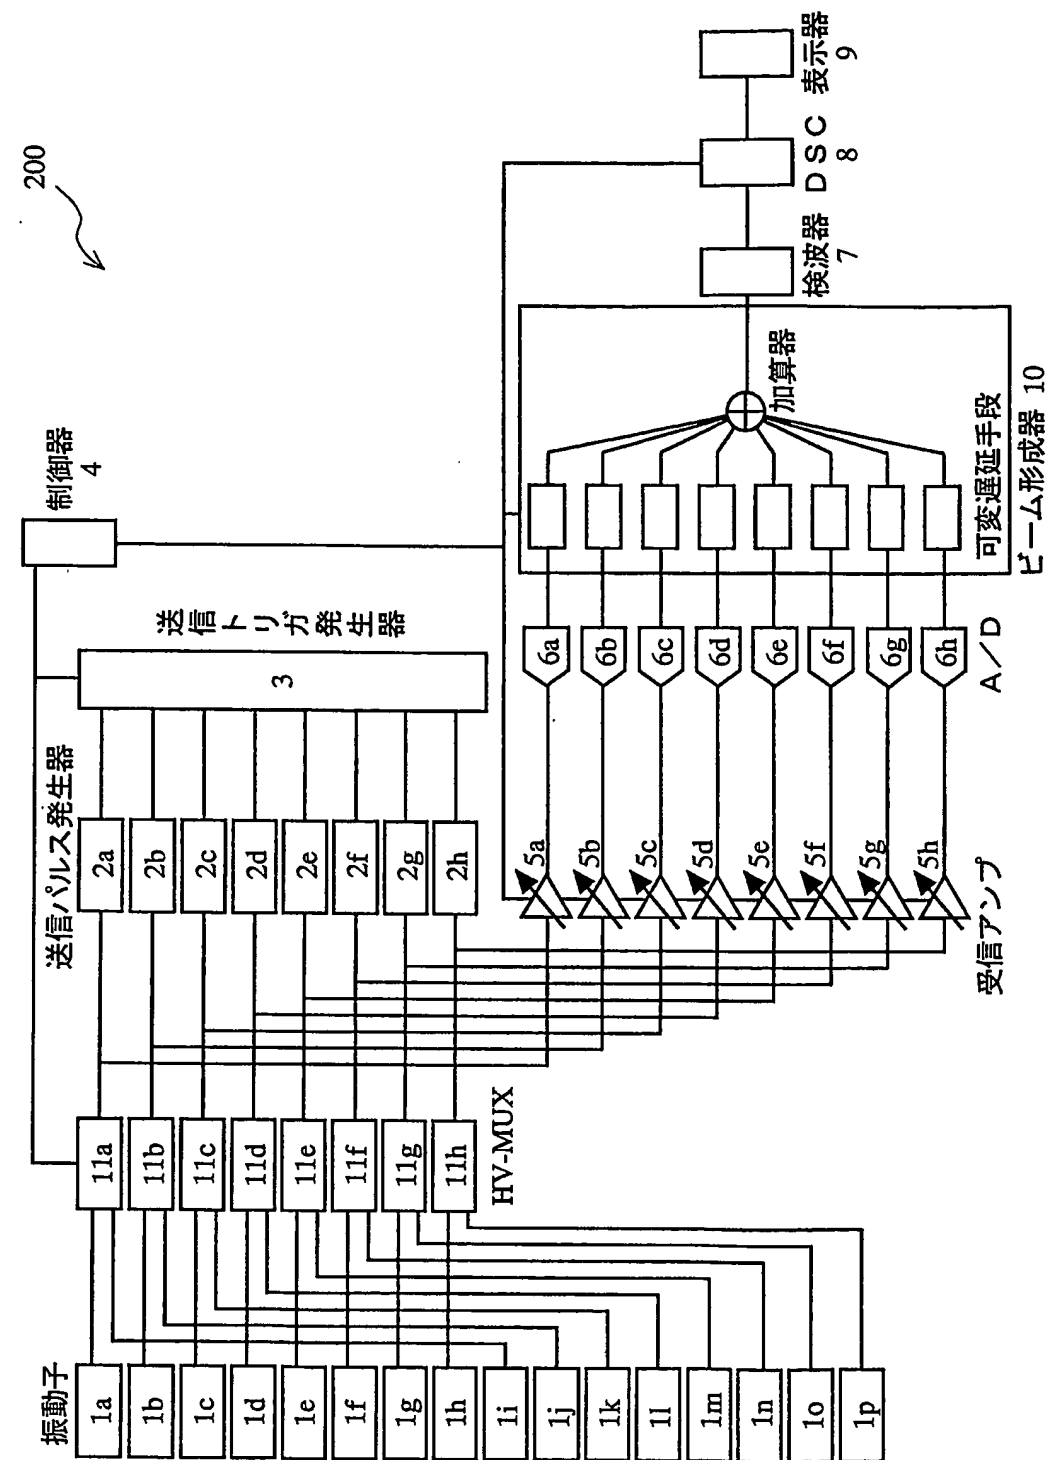 200
振動子
1a
1b
1c
1d
1e
1f
1g
1h
1i
1j
1k
1l
1m
1n
1o
1p
11a
11b
11c
11d
11e
11f
11g
11h
HV-MUX
送信パルス発生器
2a
2b
2c
2d
2e
2f
2g
2h
送信トリガ発生器
3
制御器
4
5a
5b
5c
5d
5e
5f
5g
5h
受信アンプ
6a
6b
6c
6d
6e
6f
6g
6h
A/D
加算器
可変遅延手段
ビーム形成器 10
検波器
7
DSC
8
表示器
9